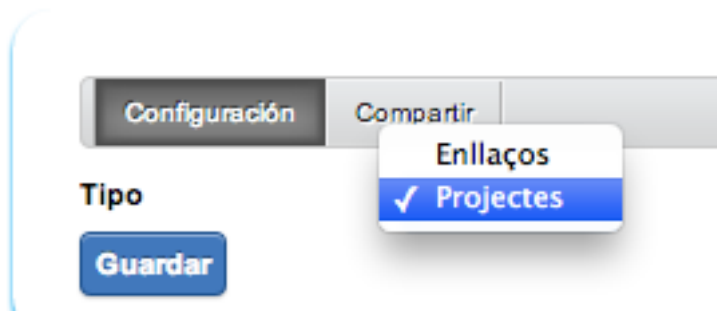 Configuración
Compartir
Enllaços
✓ Projectes
Tipo
Guardar